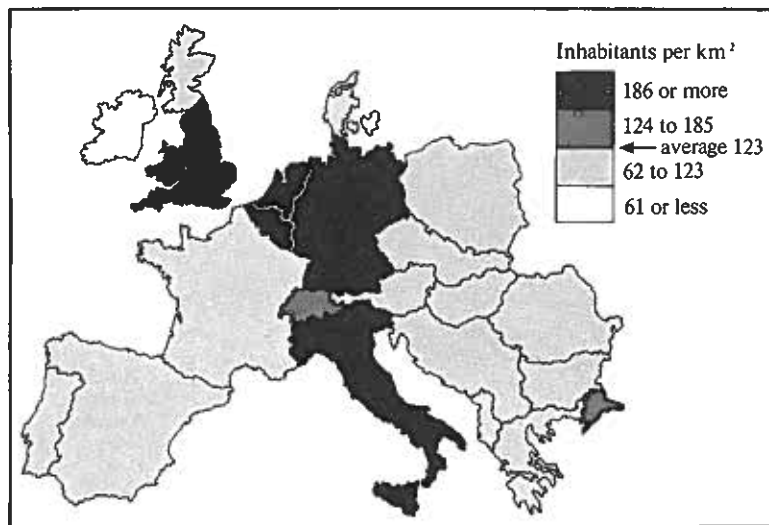 Inhabitants per km²
186 or more
124 to 185
average 123
62 to 123
61 or less